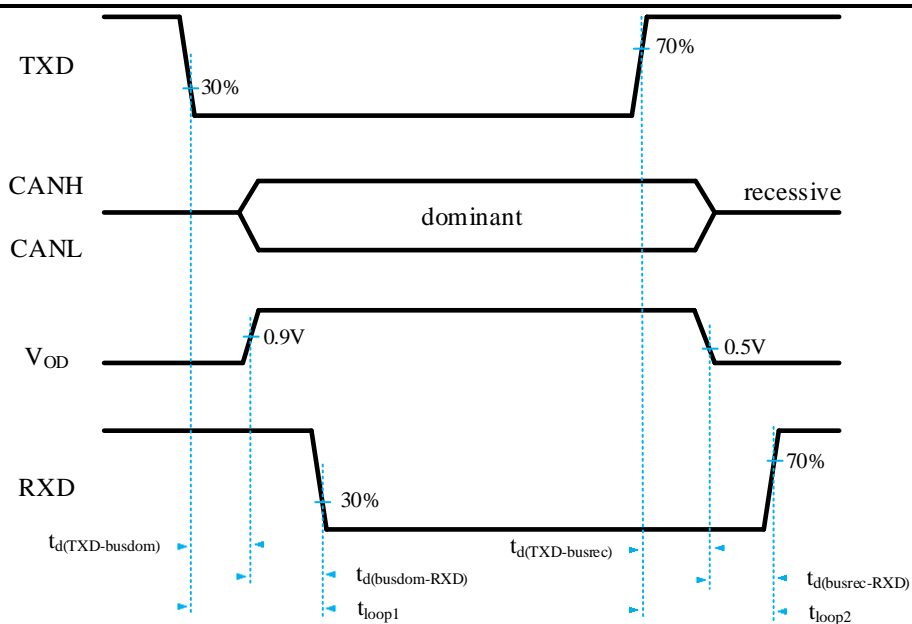 TXD
30%
70%
CANH
dominant
recessive
CANL
0.9V
0.5V
VOD
RXD
30%
70%
td(TXD-busdom)
td(TXD-busrec)
td(busdom-RXD)
td(busrec-RXD)
tloop1
tloop2